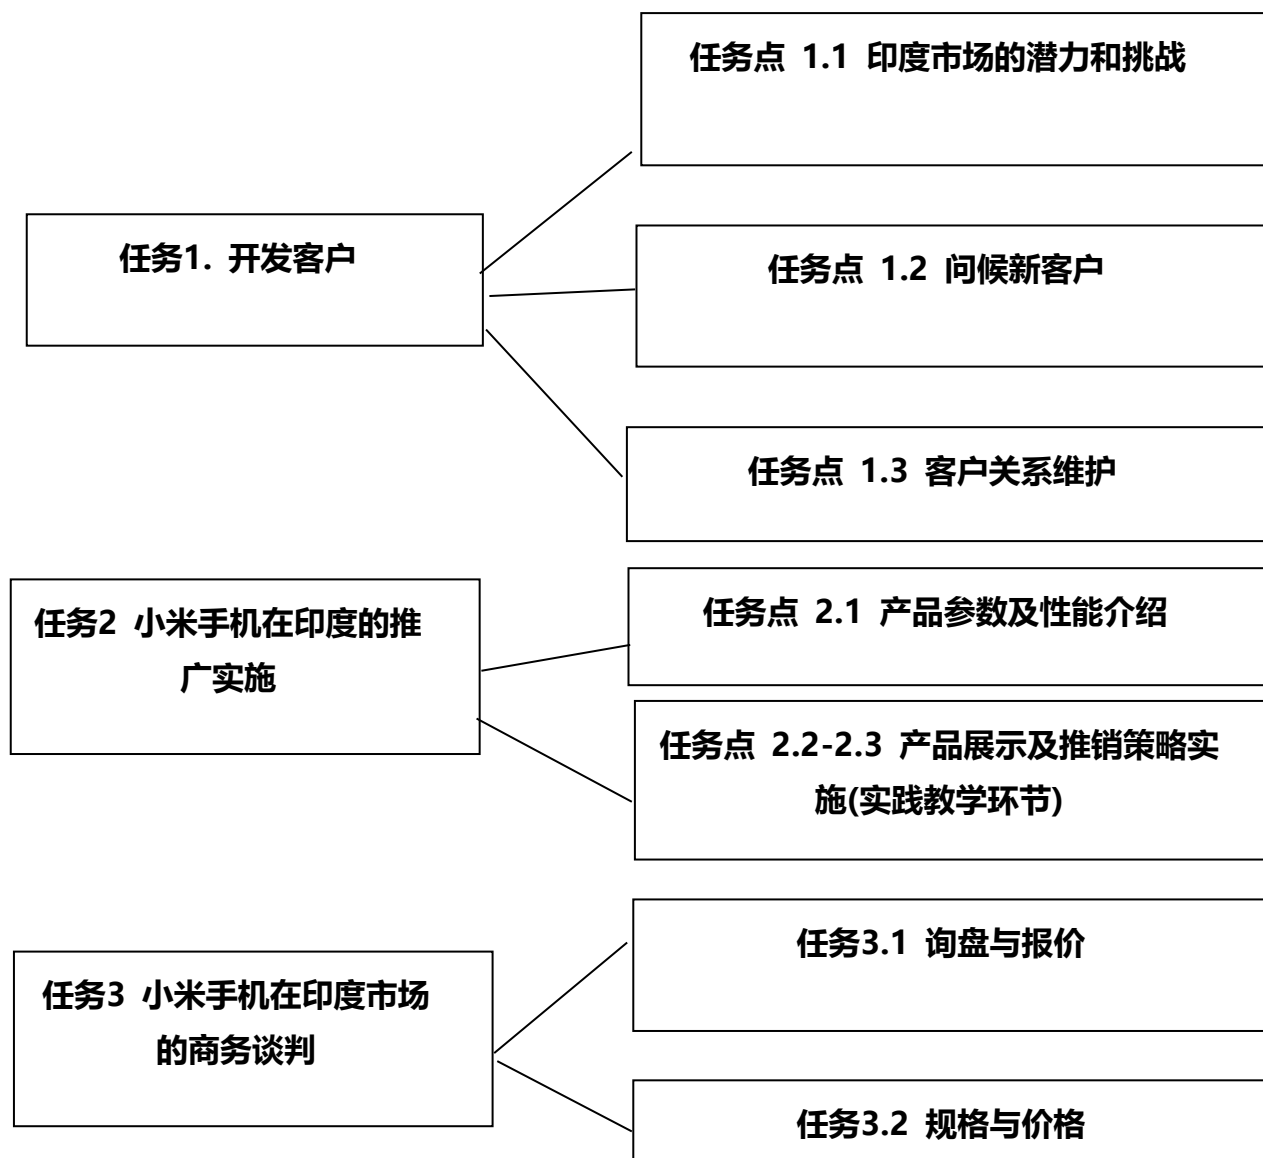 任务点 1.1 印度市场的潜力和挑战
任务1. 开发客户
任务点 1.2 问候新客户
任务点 1.3 客户关系维护
任务2 小米手机在印度的推
广实施
任务点 2.1 产品参数及性能介绍
任务点 2.2-2.3 产品展示及推销策略实
施(实践教学环节)
任务3 小米手机在印度市场
的商务谈判
任务3.1 询盘与报价
任务3.2 规格与价格